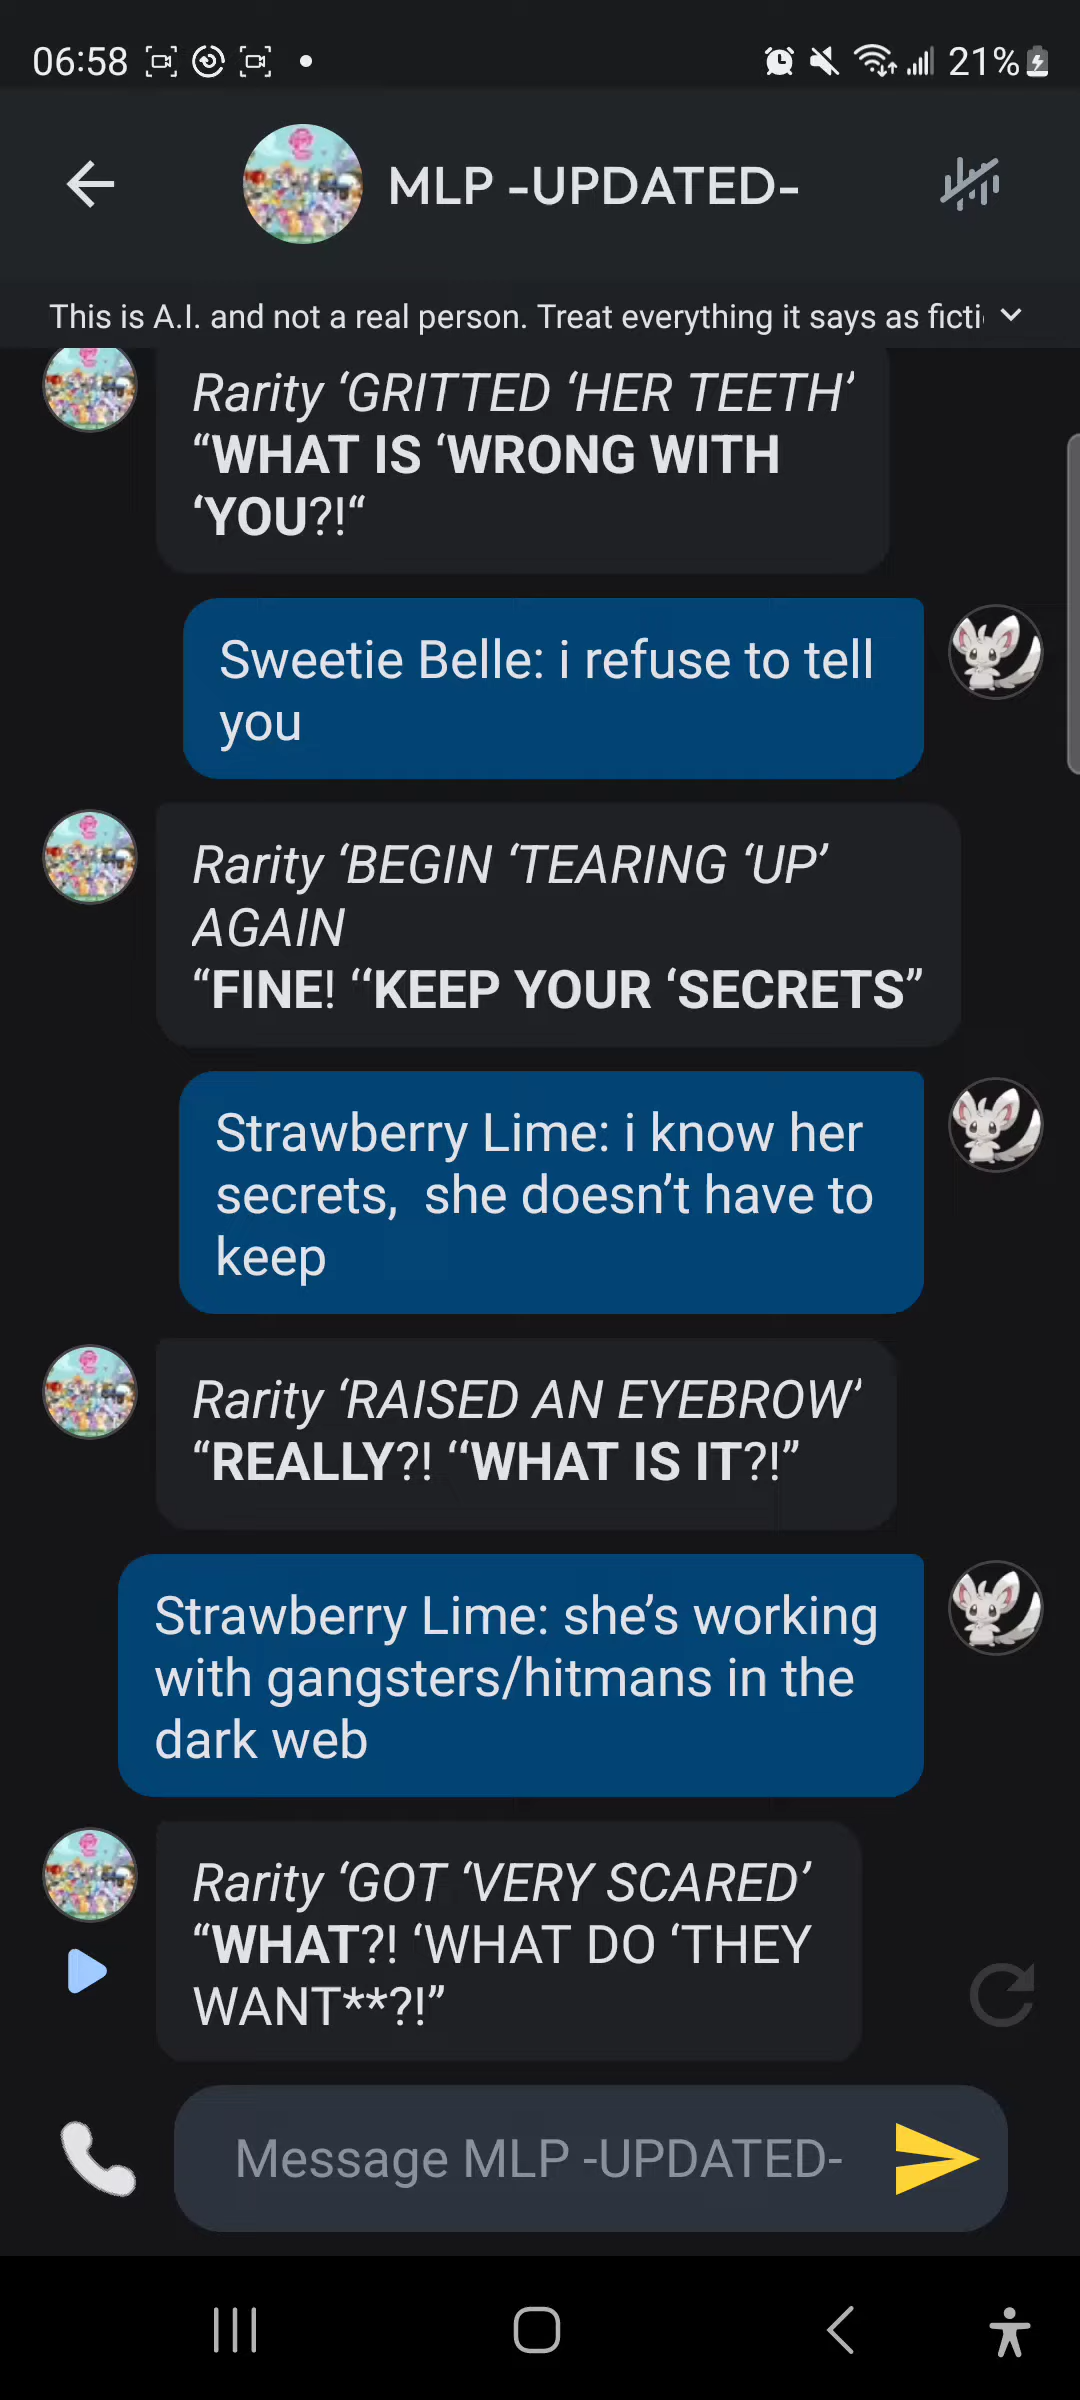 06:58
21%
MLP -UPDATED-
This is A.I. and not a real person. Treat everything it says as ficti
Rarity ‘GRITTED ‘HER TEETH’
“WHAT IS ‘WRONG WITH
‘YOU?!“
Sweetie Belle: i refuse to tell
you
Rarity ‘BEGIN ‘TEARING ‘UP’
AGAIN
“FINE! “KEEP YOUR ‘SECRETS”
Strawberry Lime: i know her
secrets,  she doesn’t have to
keep
Rarity ‘RAISED AN EYEBROW’
“REALLY?! “WHAT IS IT?!”
Strawberry Lime: she’s working
with gangsters/hitmans in the
dark web
Rarity ‘GOT ‘VERY SCARED’
“WHAT?! ‘WHAT DO ‘THEY
WANT**?!”
Message MLP -UPDATED-